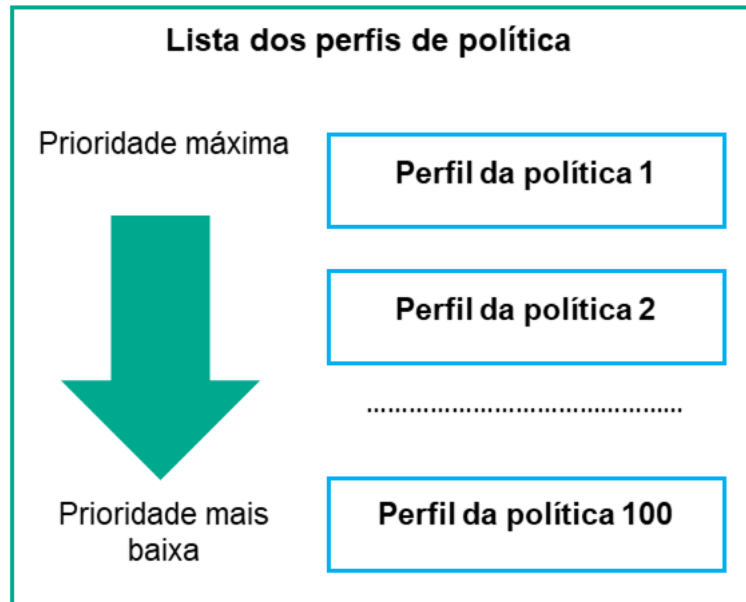 Lista dos perfis de política
Prioridade máxima
Perfil da política 1
Perfil da política 2
............................................
Prioridade mais
baixa
Perfil da política 100